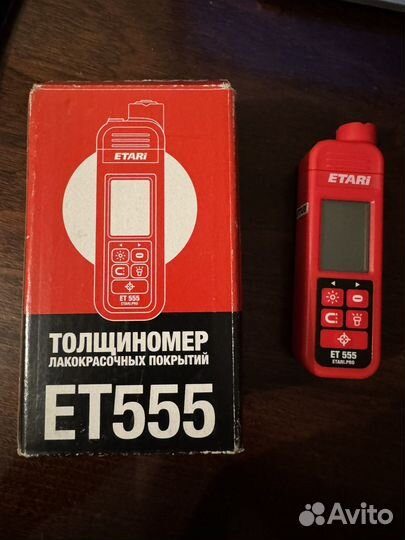 ETARI
ET 555
ETARI.PRO
ТОЛЩИНОМЕР
ЛАКОКРАСОЧНЫХ ПОКРЫТИЙ
ET555
ETARI
ET 555
ETARI.PRO
Avito